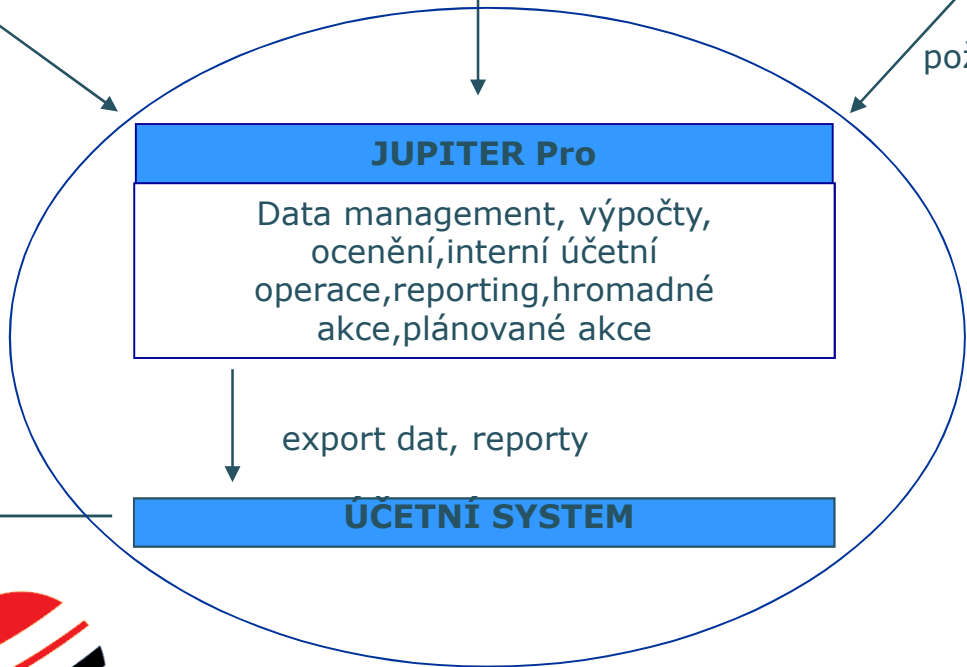 JUPITER Pro
Data management, výpočty,
ocenění,interní účetní
operace,reporting,hromadné
akce,plánované akce
export dat, reporty
ÚČETNÍ SYSTEM